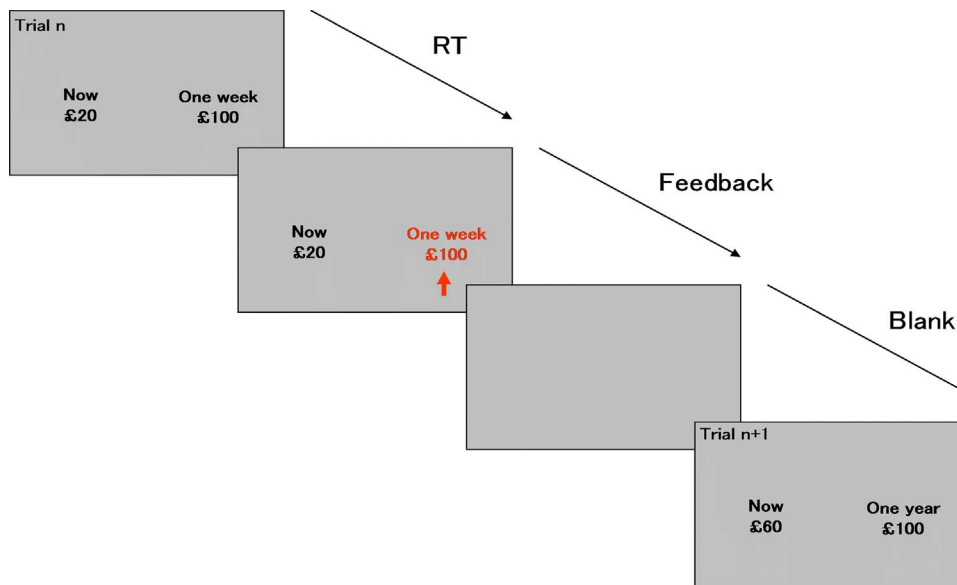 Trial n
Now
£20
One week
£100
RT
Now
£20
One week
£100
Feedback
Blank
Trial n+1
Now
£60
One year
£100